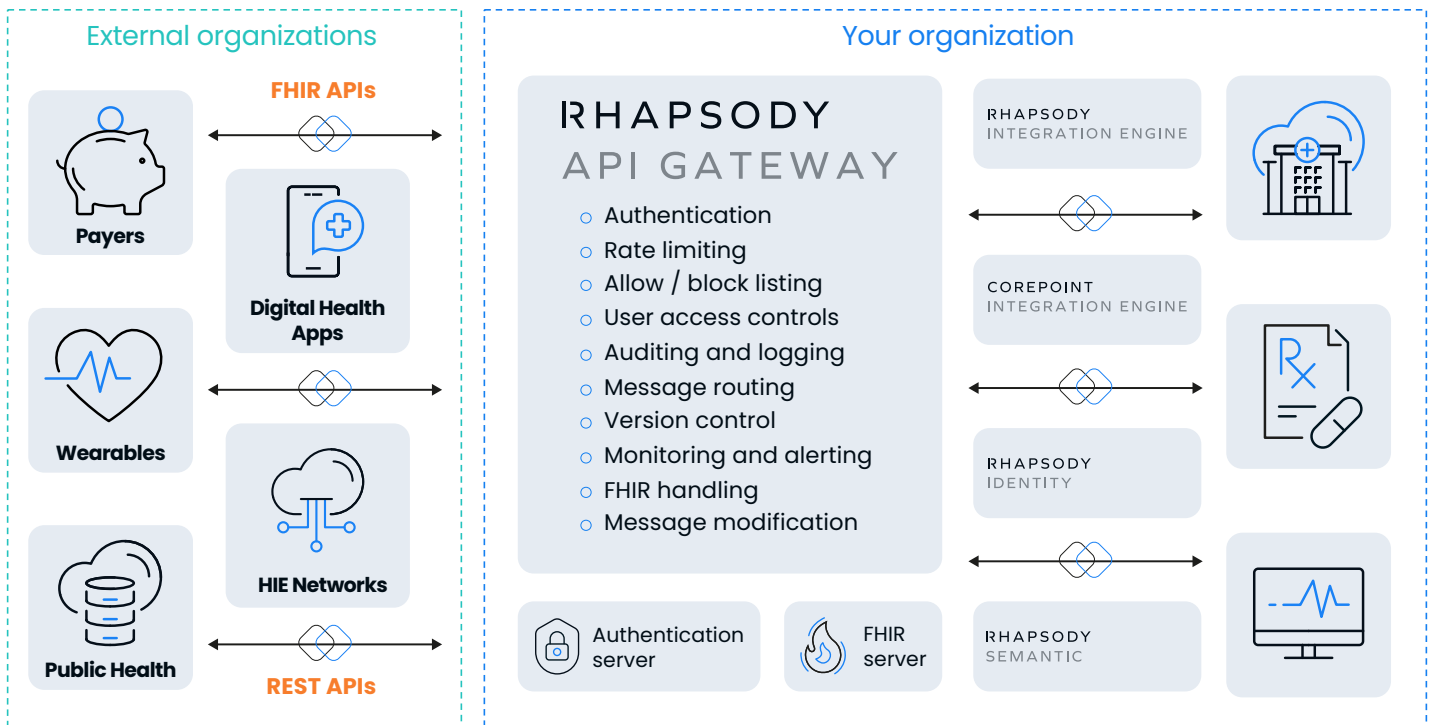 External organizations
FHIR APIs
Payers
Digital Health
Apps
Wearables
HIE Networks
Public Health
REST APIs
Your organization
RHAPSODY
API GATEWAY
Authentication
Rate limiting
Allow / block listing
User access controls
Auditing and logging
Message routing
Version control
Monitoring and alerting
FHIR handling
Message modification
Authentication
server
FHIR
server
RHAPSODY
INTEGRATION ENGINE
COREPOINT
INTEGRATION ENGINE
RHAPSODY
IDENTITY
RHAPSODY
SEMANTIC
Rx